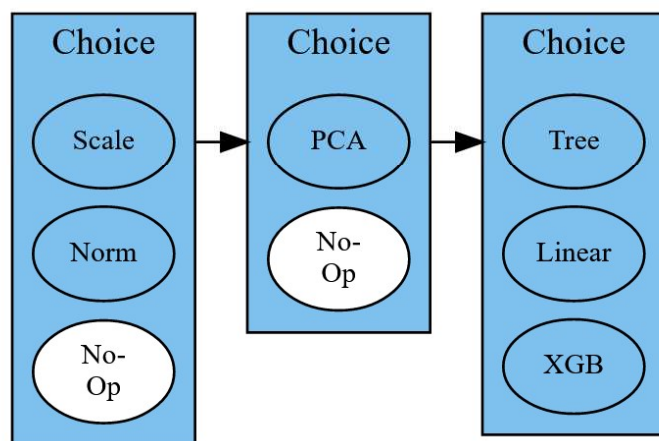 Choice
Scale
Norm
No-
Op
Choice
PCA
No-
Op
Choice
Tree
Linear
XGB